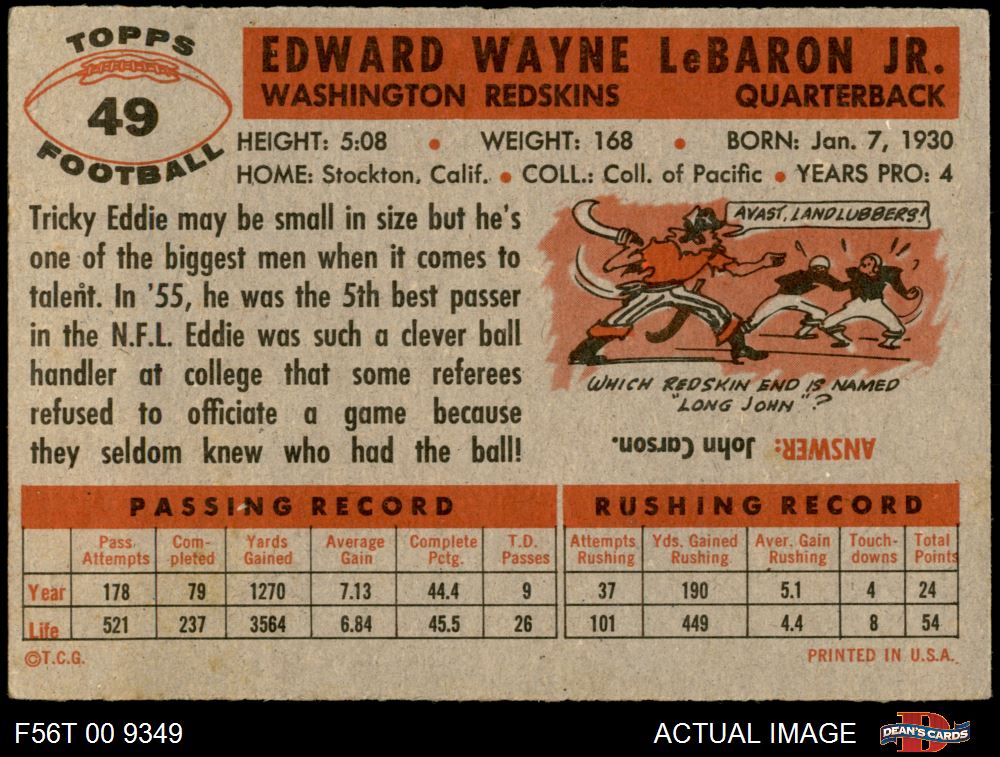 TOPPS
49
FOOTBALL
EDWARD WAYNE LeBARON JR.
WASHINGTON REDSKINS QUARTERBACK
HEIGHT: 5:08 • WEIGHT: 168 • BORN: Jan. 7, 1930
HOME: Stockton, Calif. • COLL.: Coll. of Pacific • YEARS PRO: 4
Tricky Eddie may be small in size but he's
one of the biggest men when it comes to
talent. In '55, he was the 5th best passer
in the N.F.L. Eddie was such a clever ball
handler at college that some referees
refused to officiate a game because
they seldom knew who had the ball!
AVAST, LANDLUBBERS!
WHICH REDSKIN END IS NAMED
"LONG JOHN"?
ANSWER: John Carson.
PASSING RECORD
Pass Attempts Com-pleted Yards Gained Average Gain Complete Pctg. T.D. Passes
Year 178 79 1270 7.13 44.4 9
Life 521 237 3564 6.84 45.5 26
RUSHING RECORD
Attempts Rushing Yds. Gained Rushing Aver. Gain Rushing Touch-downs Total Points
37 190 5.1 4 24
101 449 4.4 8 54
©T.C.G. PRINTED IN U.S.A.
F56T 00 9349 ACTUAL IMAGE DEAN'S CARDS